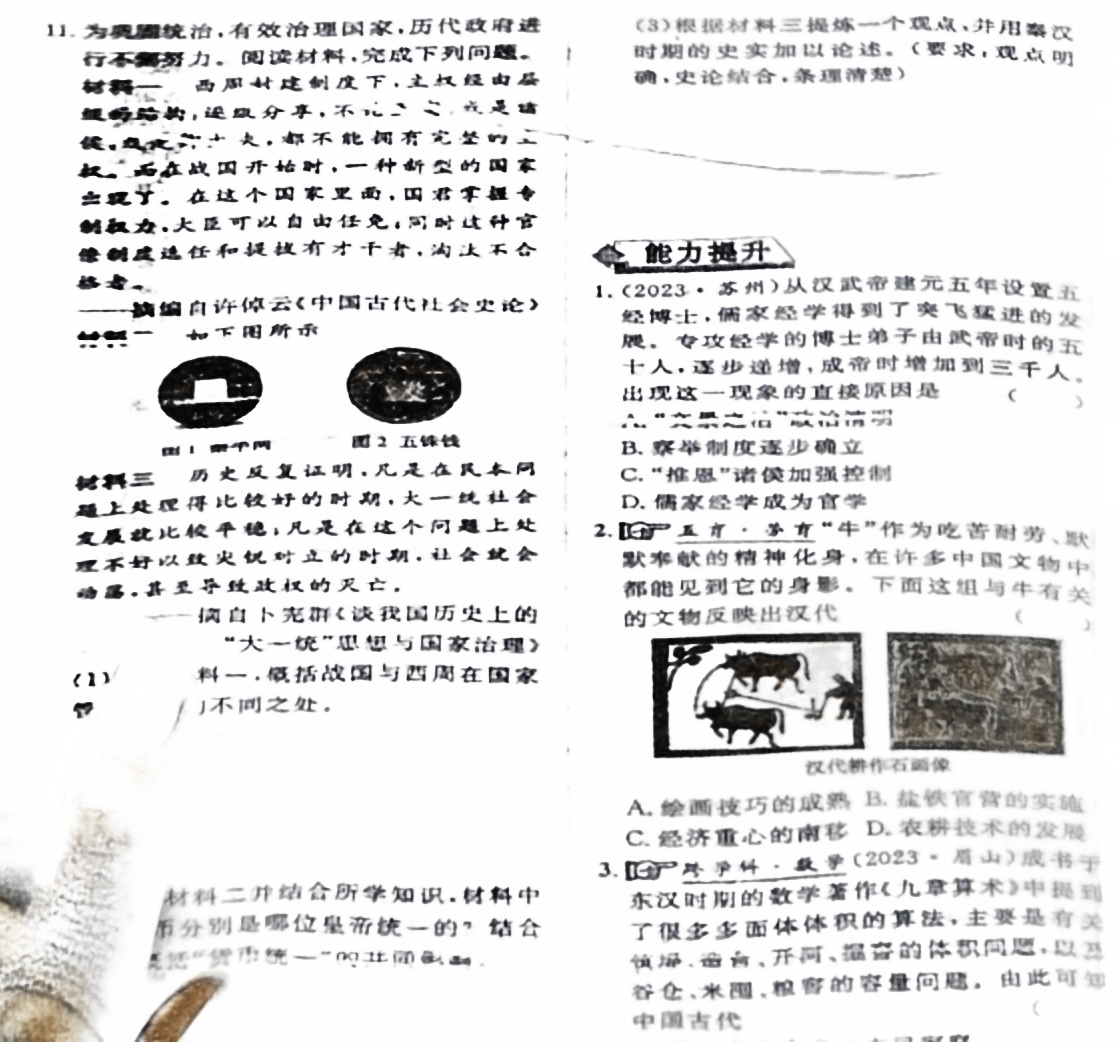 11. 为巩固统治,有效治理国家,历代政府进
行不懈努力。阅读材料,完成下列问题。
材料一 西周封建制度下,主权经由层
级的结构,逐级分享,不 是诸
侯, 大夫,都不能拥有完整的主
权。而在战国开始时,一种新型的国家
出现了。在这个国家里面,国君掌握专
制权力,大臣可以自由任免;同时这种官
僚制度选任和提拔有才干者,淘汰不合
格者。
——摘编自许倬云《中国古代社会史论》
材料二 如下图所示
图1 半两
图2 五铢钱
材料三 历史反复证明,凡是在民本问
题上处理得比较好的时期,大一统社会
发展就比较平稳;凡是在这个问题上处
理不好以致尖锐对立的时期,社会就会
动荡,甚至导致政权的灭亡。
——摘自卜宪群《谈我国历史上的
“大一统”思想与国家治理》
(1) 料一,概括战国与西周在国家
管 不同之处。
材料二并结合所学知识,材料中
币分别是哪位皇帝统一的?结合
“货币统一”的共同
(3)根据材料三提炼一个观点,并用秦汉
时期的史实加以论述。(要求:观点明
确,史论结合,条理清楚)
能力提升
1. (2023·苏州)从汉武帝建元五年设置五
经博士,儒家经学得到了突飞猛进的发
展。专攻经学的博士弟子由武帝时的五
十人,逐步递增,成帝时增加到三千人。
出现这一现象的直接原因是 ( )
A. “文景之治”政治清明
B. 察举制度逐步确立
C. “推恩”诸侯加强控制
D. 儒家经学成为官学
2. 五育·劳育 “牛”作为吃苦耐劳、默
默奉献的精神化身,在许多中国文物中
都能见到它的身影。下面这组与牛有关
的文物反映出汉代 ( )
汉代耕作石画像
A. 绘画技巧的成熟 B. 盐铁官营的实施
C. 经济重心的南移 D. 农耕技术的发展
3. 跨学科·数学 (2023·眉山)成书于
东汉时期的数学著作《九章算术》中提到
了很多多面体体积的算法,主要是有关
开河、 的体积问题,以及
谷仓、米囤、粮窖的容量问题。由此可知
中国古代 (